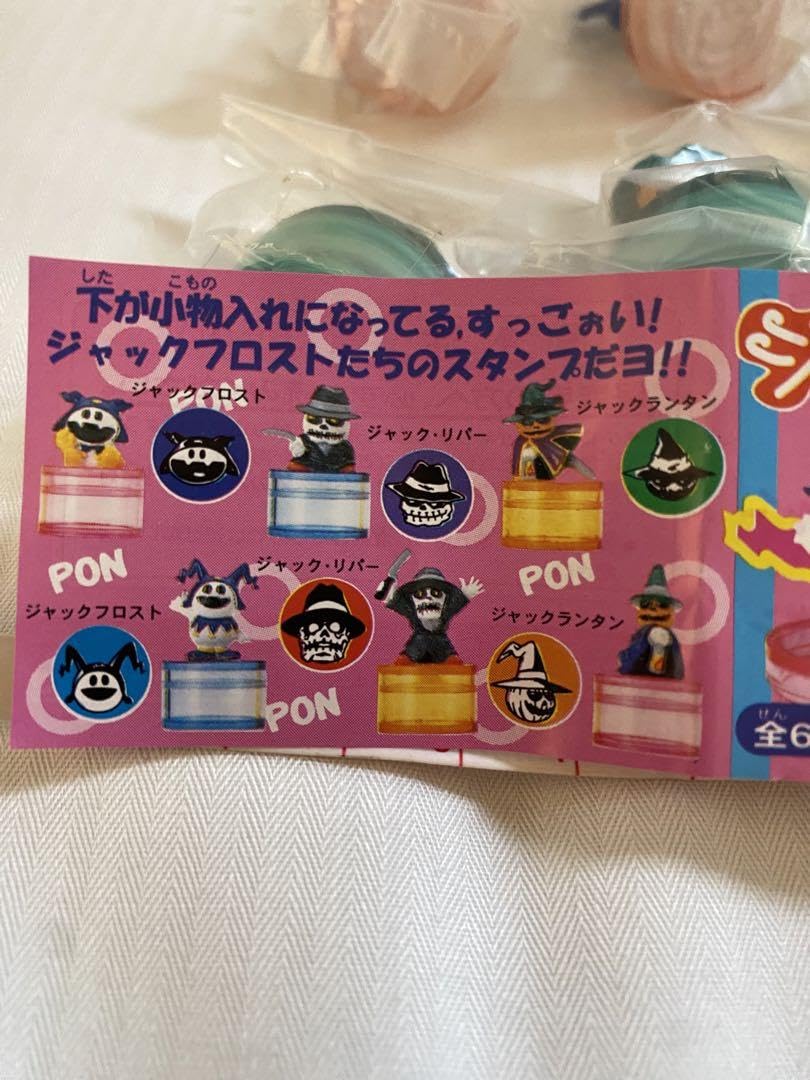 した こもの
下が小物入れになってる,すっごぉい!
ジャックフロストたちのスタンプだヨ!!
PON
ジャックフロスト
ジャック・リパー
ジャックランタン
PON
PON
ジャックフロスト
ジャック・リパー
ジャックランタン
PON
ぜん
全6